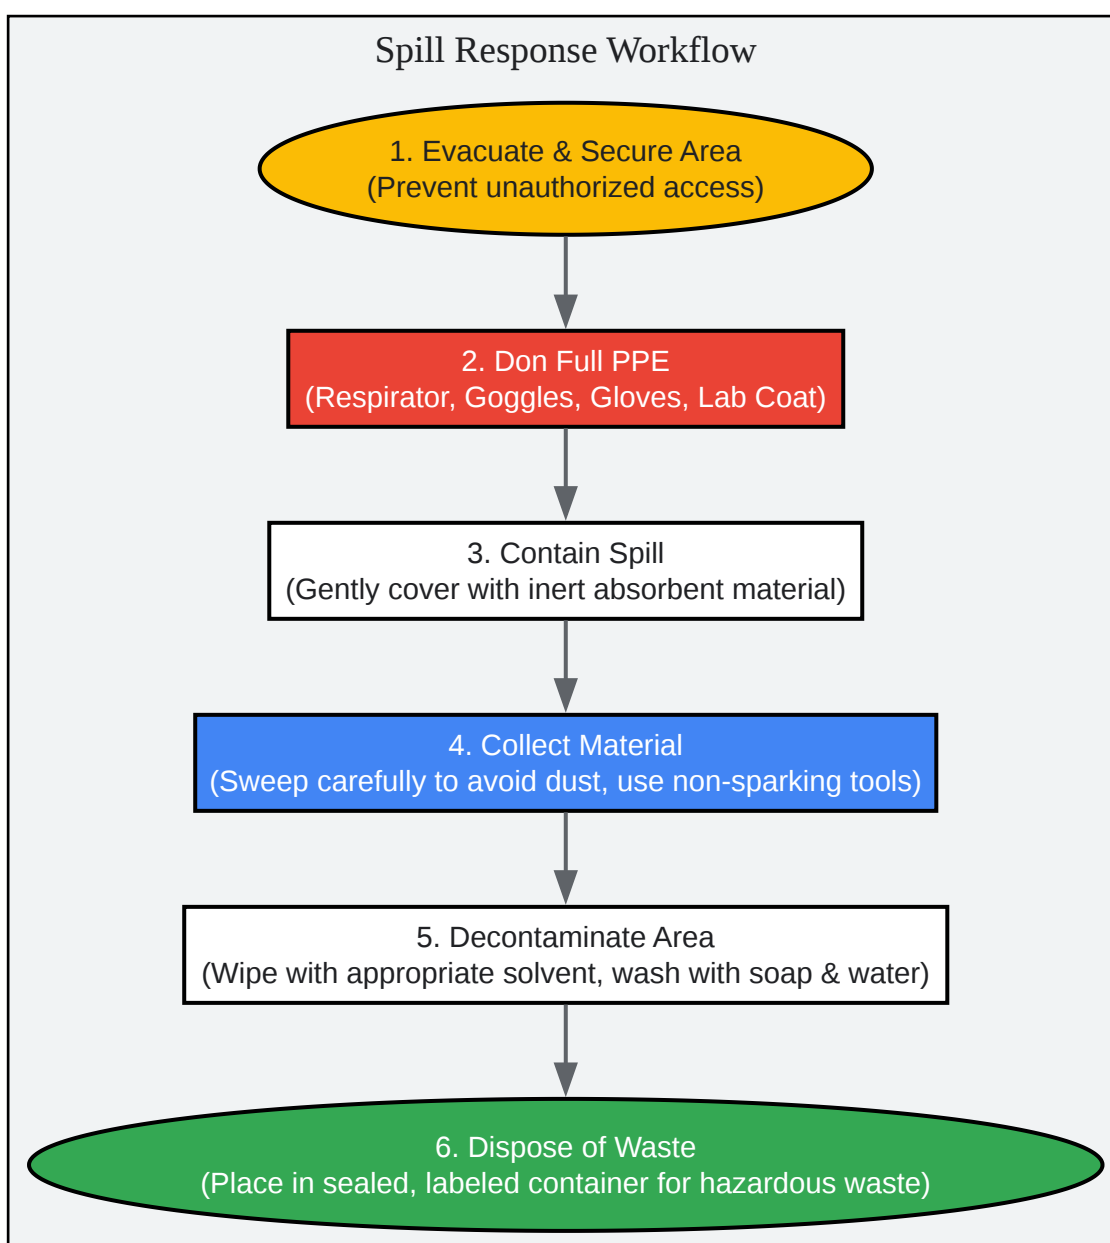 Spill Response Workflow
1. Evacuate & Secure Area
(Prevent unauthorized access)
2. Don Full PPE
(Respirator, Goggles, Gloves, Lab Coat)
3. Contain Spill
(Gently cover with inert absorbent material)
4. Collect Material
(Sweep carefully to avoid dust, use non-sparking tools)
5. Decontaminate Area
(Wipe with appropriate solvent, wash with soap & water)
6. Dispose of Waste
(Place in sealed, labeled container for hazardous waste)